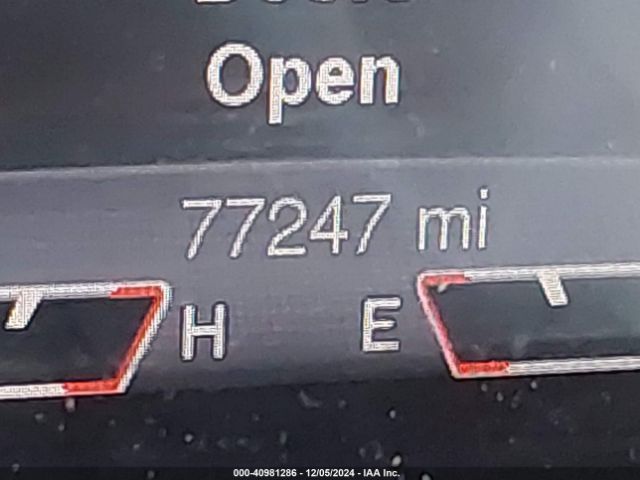 Open
77247 mi
H E
000-40981286 - 12/05/2024 - IAA Inc.